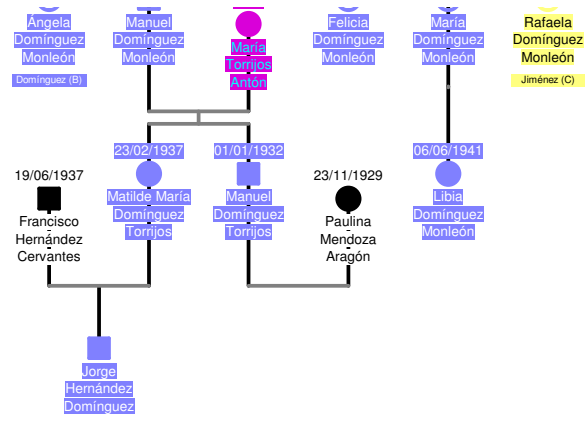 Ángela
Domínguez
Monleón
Domínguez (B)
Manuel
Domínguez
Monleón
María
Torrijos
Antón
Felicia
Domínguez
Monleón
María
Domínguez
Monleón
Rafaela
Domínguez
Monleón
Jiménez (C)
19/06/1937
Francisco
Hernández
Cervantes
23/02/1937
Matilde María
Domínguez
Torrijos
01/01/1932
Manuel
Domínguez
Torrijos
23/11/1929
Paulina
Mendoza
Aragón
06/06/1941
Libia
Domínguez
Monleón
Jorge
Hernández
Domínguez